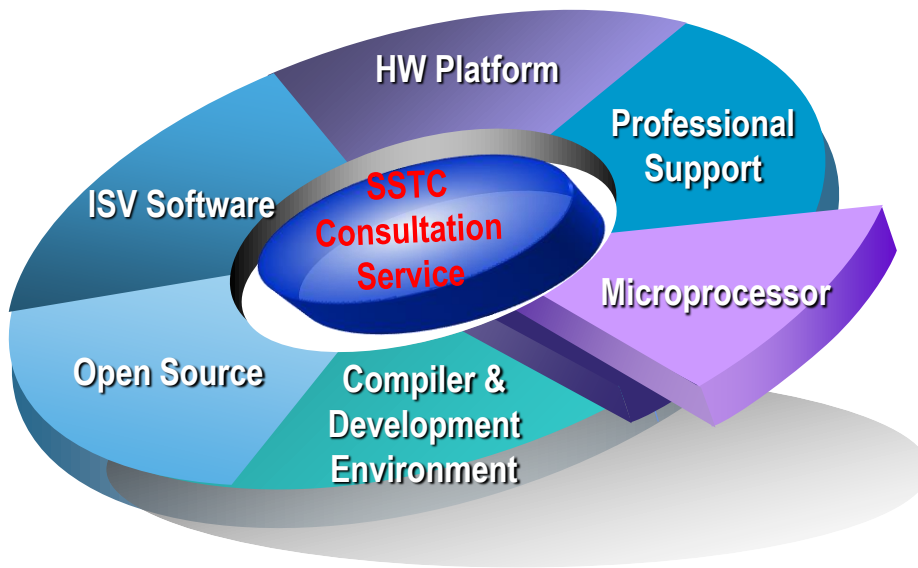 HW Platform
Professional
Support
ISV Software
SSTC
Consultation
Service
Microprocessor
Open Source
Compiler &
Development
Environment